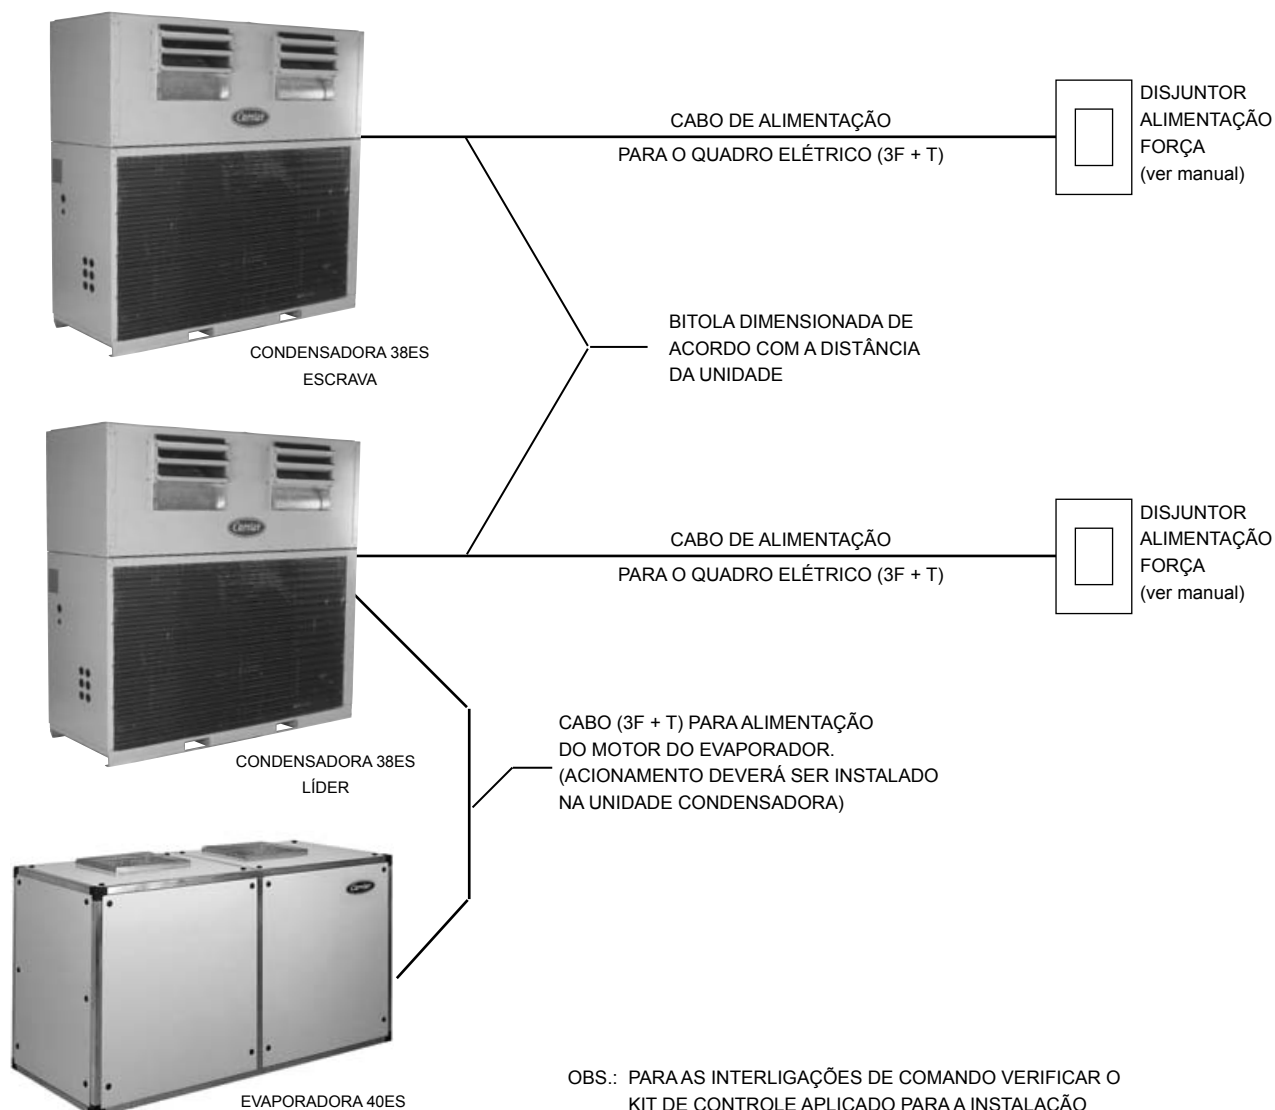 CABO DE ALIMENTAÇÃO
PARA O QUADRO ELÉTRICO (3F + T)
DISJUNTOR
ALIMENTAÇÃO
FORÇA
(ver manual)
Carrier
CONDENSADORA 38ES
ESCRAVA
BITOLA DIMENSIONADA DE
ACORDO COM A DISTÂNCIA
DA UNIDADE
Carrier
CABO DE ALIMENTAÇÃO
PARA O QUADRO ELÉTRICO (3F + T)
DISJUNTOR
ALIMENTAÇÃO
FORÇA
(ver manual)
CONDENSADORA 38ES
LÍDER
CABO (3F + T) PARA ALIMENTAÇÃO
DO MOTOR DO EVAPORADOR.
(ACIONAMENTO DEVERÁ SER INSTALADO
NA UNIDADE CONDENSADORA)
Carrier
EVAPORADORA 40ES
OBS.: PARA AS INTERLIGAÇÕES DE COMANDO VERIFICAR O
KIT DE CONTROLE APLICADO PARA A INSTALAÇÃO